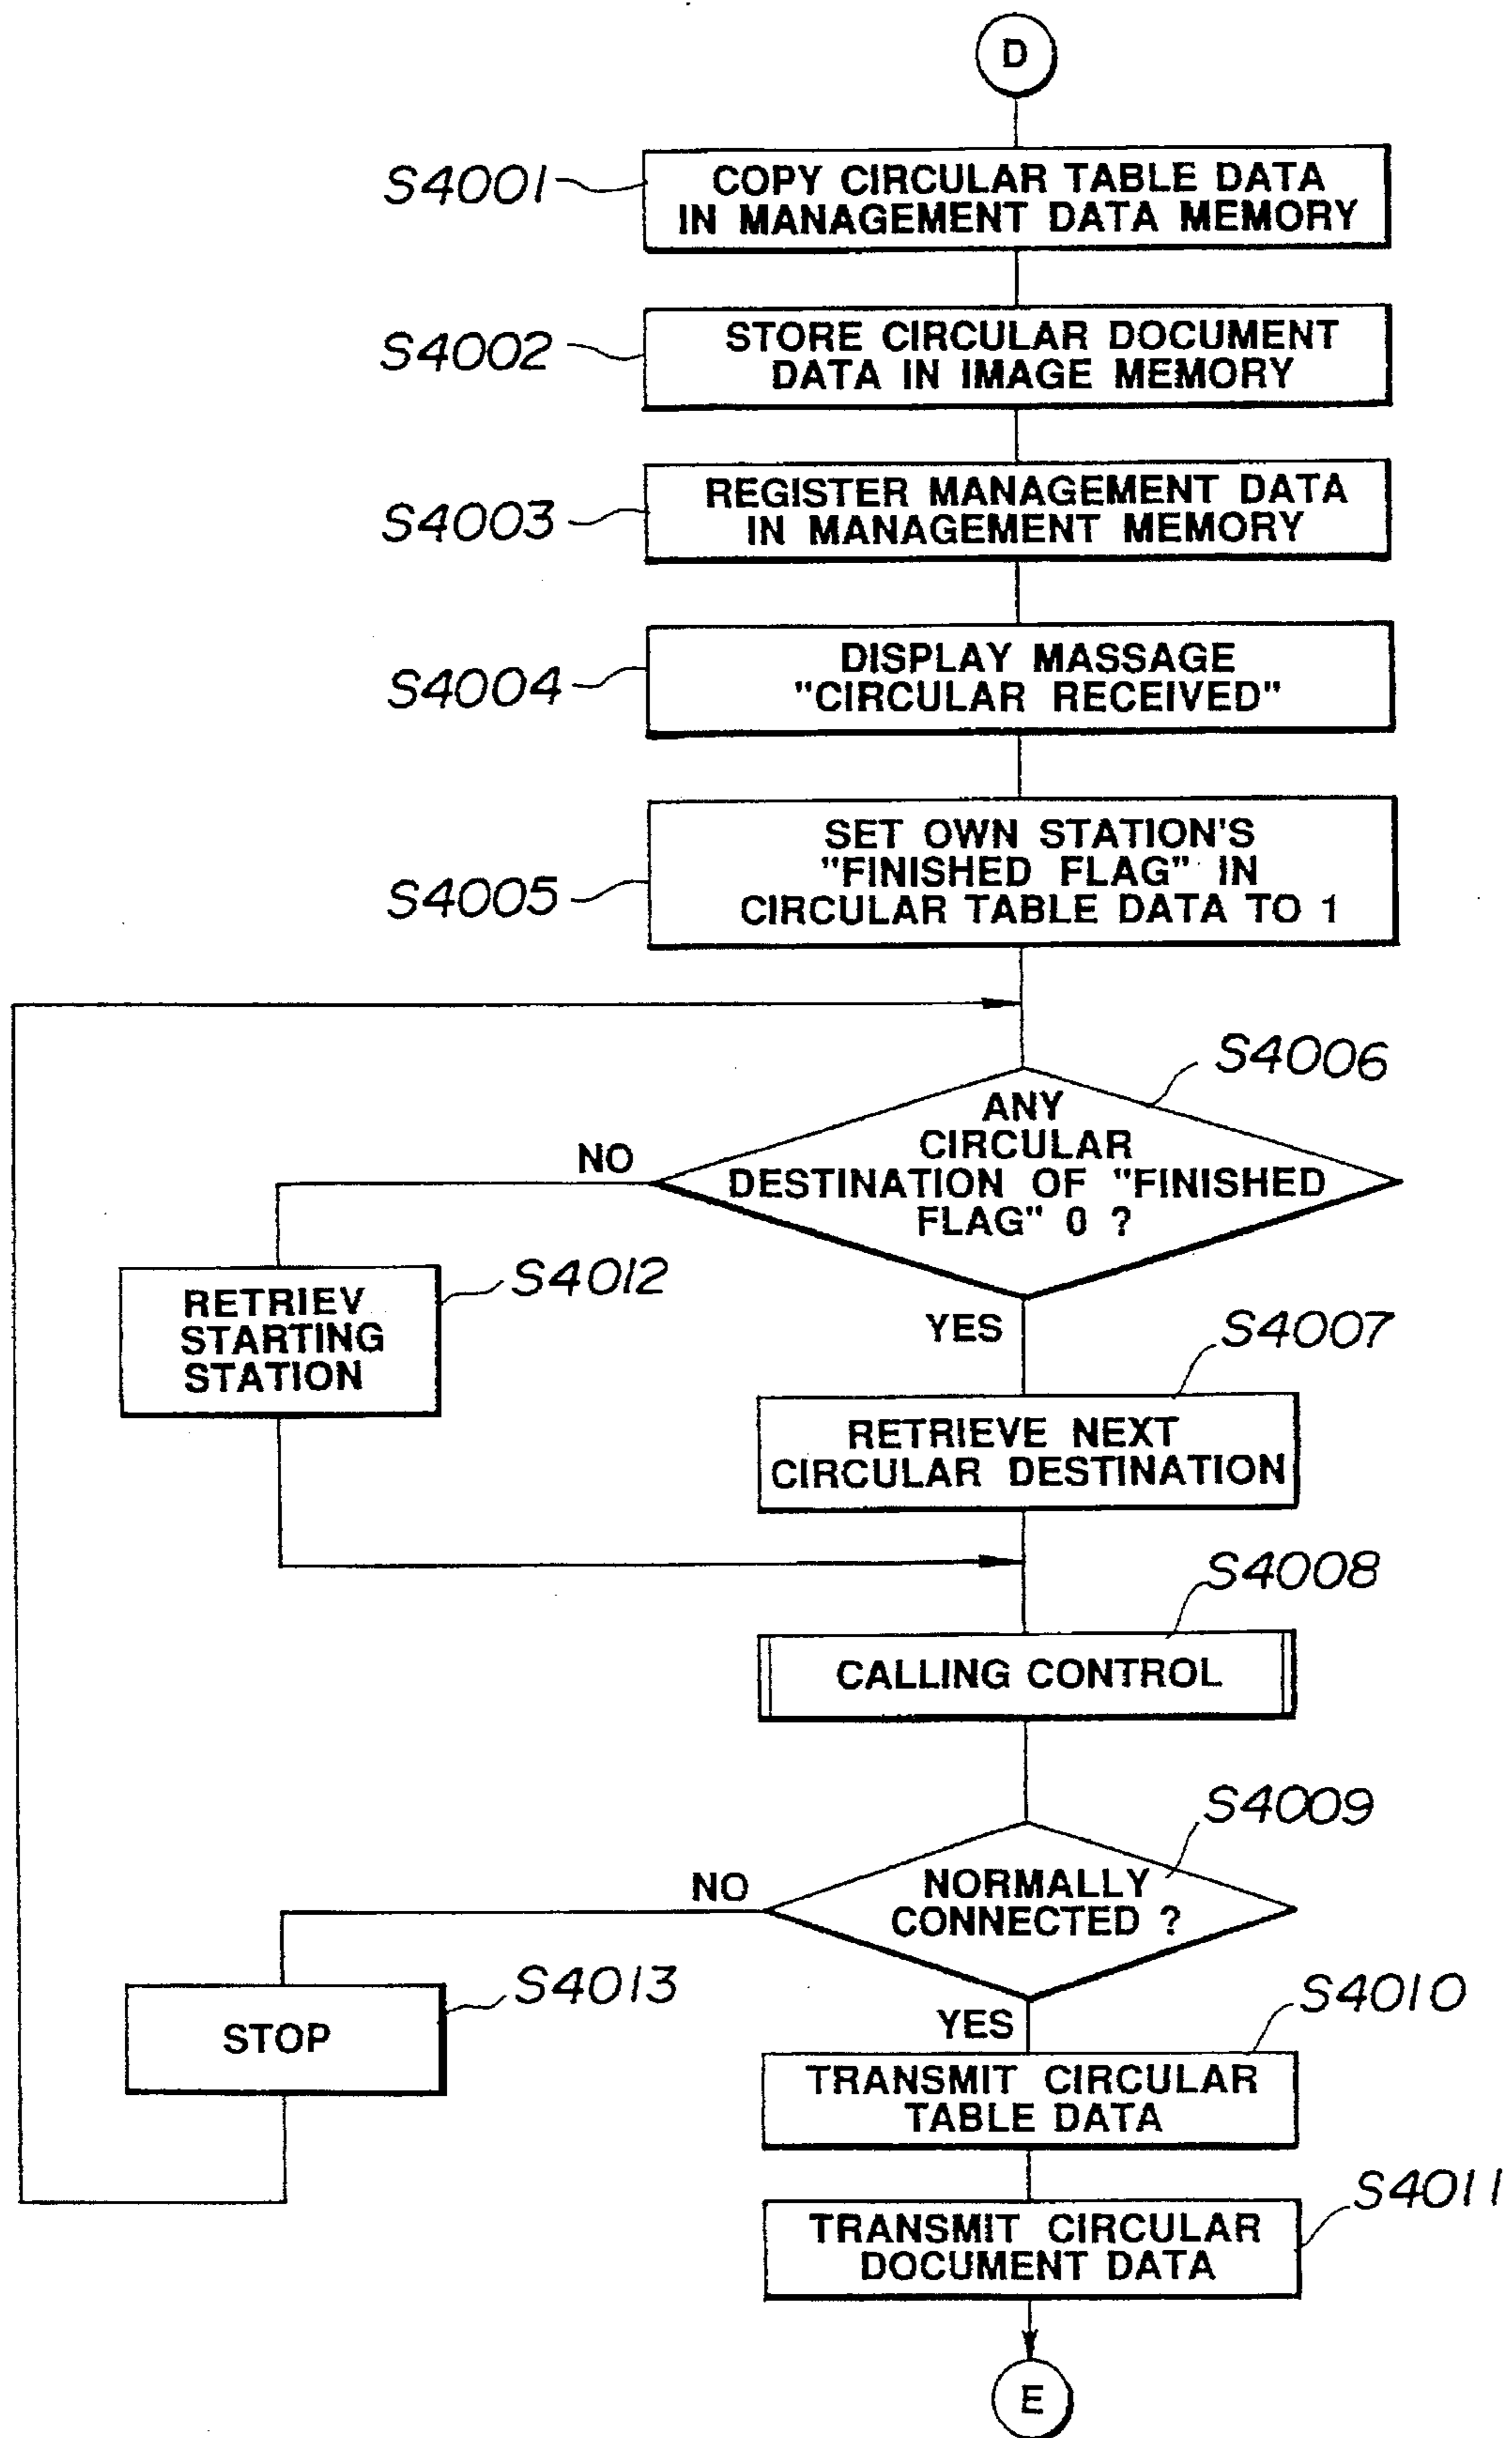 D
S4001
COPY CIRCULAR TABLE DATA
IN MANAGEMENT DATA MEMORY
S4002
STORE CIRCULAR DOCUMENT
DATA IN IMAGE MEMORY
S4003
REGISTER MANAGEMENT DATA
IN MANAGEMENT MEMORY
S4004
DISPLAY MASSAGE
"CIRCULAR RECEIVED"
S4005
SET OWN STATION'S
"FINISHED FLAG" IN
CIRCULAR TABLE DATA TO 1
S4006
ANY
CIRCULAR
DESTINATION OF "FINISHED
FLAG" 0 ?
NO
S4012
RETRIEV
STARTING
STATION
YES
S4007
RETRIEVE NEXT
CIRCULAR DESTINATION
S4008
CALLING CONTROL
S4009
NORMALLY
CONNECTED ?
NO
S4013
STOP
YES
S4010
TRANSMIT CIRCULAR
TABLE DATA
S4011
TRANSMIT CIRCULAR
DOCUMENT DATA
E